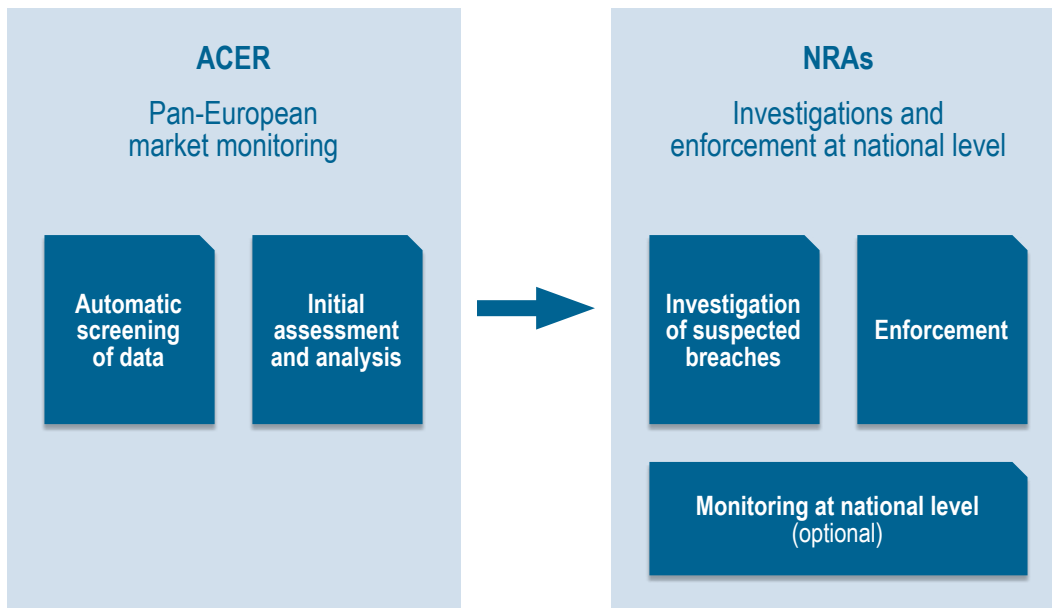 ACER
Pan-European
market monitoring
Automatic
screening
of data
Initial
assessment
and analysis
NRAs
Investigations and
enforcement at national level
Investigation
of suspected
breaches
Enforcement
Monitoring at national level
(optional)